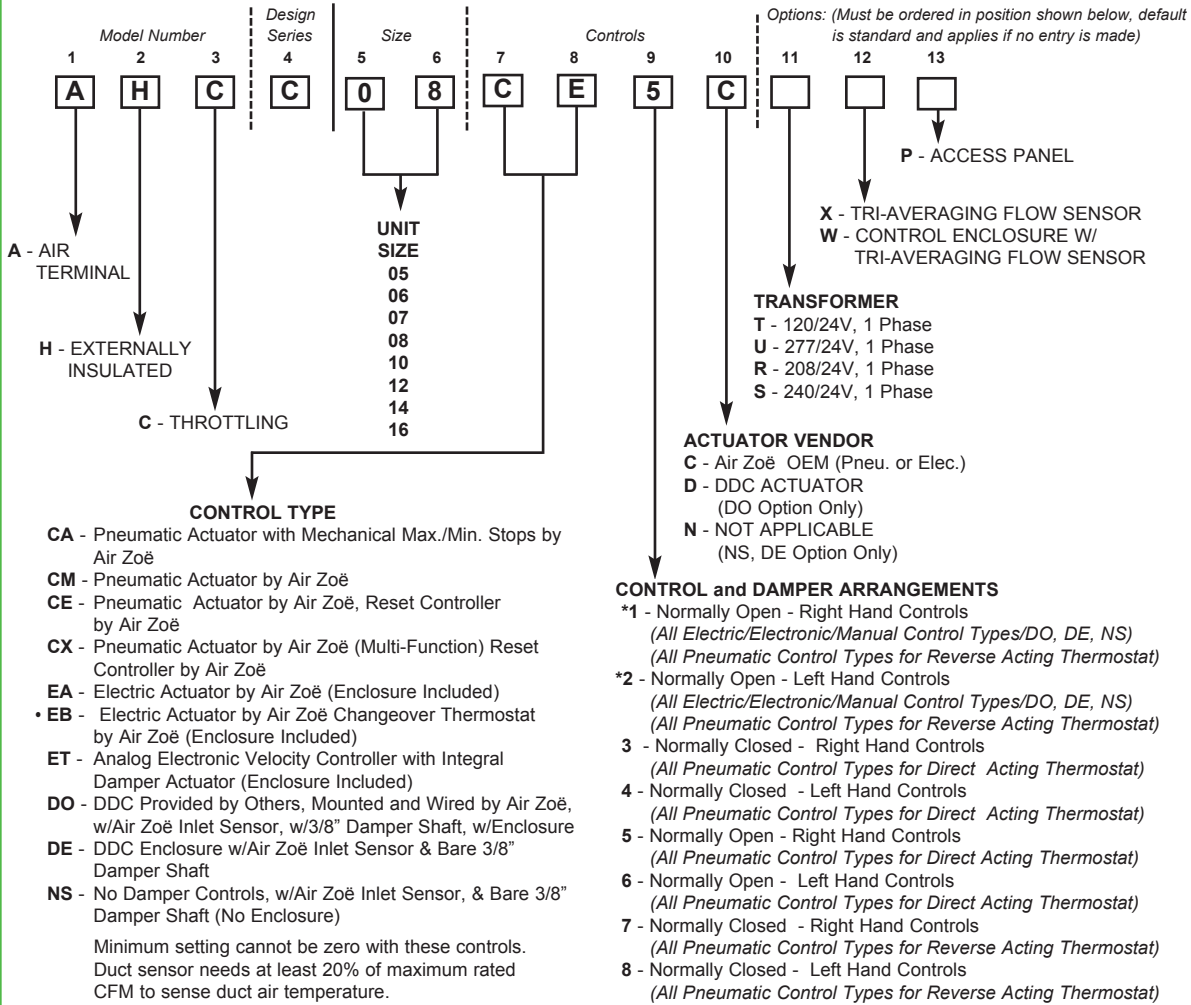 Model Number
Design
Series
Size
Controls
Options: (Must be ordered in position shown below, default
is standard and applies if no entry is made)
1 2 3 4 5 6 7 8 9 10 11 12 13
A H C C 0 8 C E 5 C
P - ACCESS PANEL
X - TRI-AVERAGING FLOW SENSOR
W - CONTROL ENCLOSURE W/
TRI-AVERAGING FLOW SENSOR
A - AIR
TERMINAL
H - EXTERNALLY
INSULATED
C - THROTTLING
UNIT
SIZE
05
06
07
08
10
12
14
16
TRANSFORMER
T - 120/24V, 1 Phase
U - 277/24V, 1 Phase
R - 208/24V, 1 Phase
S - 240/24V, 1 Phase
ACTUATOR VENDOR
C - Air Zoë OEM (Pneu. or Elec.)
D - DDC ACTUATOR
(DO Option Only)
N - NOT APPLICABLE
(NS, DE Option Only)
CONTROL TYPE
CA - Pneumatic Actuator with Mechanical Max./Min. Stops by
Air Zoë
CM - Pneumatic Actuator by Air Zoë
CE - Pneumatic Actuator by Air Zoë, Reset Controller
by Air Zoë
CX - Pneumatic Actuator by Air Zoë (Multi-Function) Reset
Controller by Air Zoë
EA - Electric Actuator by Air Zoë (Enclosure Included)
• EB - Electric Actuator by Air Zoë Changeover Thermostat
by Air Zoë (Enclosure Included)
ET - Analog Electronic Velocity Controller with Integral
Damper Actuator (Enclosure Included)
DO - DDC Provided by Others, Mounted and Wired by Air Zoë,
w/Air Zoë Inlet Sensor, w/3/8” Damper Shaft, w/Enclosure
DE - DDC Enclosure w/Air Zoë Inlet Sensor & Bare 3/8”
Damper Shaft
NS - No Damper Controls, w/Air Zoë Inlet Sensor, & Bare 3/8”
Damper Shaft (No Enclosure)
Minimum setting cannot be zero with these controls.
Duct sensor needs at least 20% of maximum rated
CFM to sense duct air temperature.
CONTROL and DAMPER ARRANGEMENTS
*1 - Normally Open - Right Hand Controls
(All Electric/Electronic/Manual Control Types/DO, DE, NS)
(All Pneumatic Control Types for Reverse Acting Thermostat)
*2 - Normally Open - Left Hand Controls
(All Electric/Electronic/Manual Control Types/DO, DE, NS)
(All Pneumatic Control Types for Reverse Acting Thermostat)
3 - Normally Closed - Right Hand Controls
(All Pneumatic Control Types for Direct Acting Thermostat)
4 - Normally Closed - Left Hand Controls
(All Pneumatic Control Types for Direct Acting Thermostat)
5 - Normally Open - Right Hand Controls
(All Pneumatic Control Types for Direct Acting Thermostat)
6 - Normally Open - Left Hand Controls
(All Pneumatic Control Types for Direct Acting Thermostat)
7 - Normally Closed - Right Hand Controls
(All Pneumatic Control Types for Reverse Acting Thermostat)
8 - Normally Closed - Left Hand Controls
(All Pneumatic Control Types for Reverse Acting Thermostat)